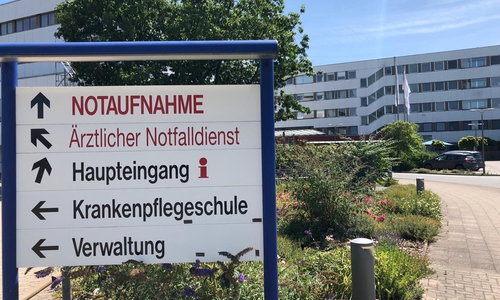 NOTAUFNAHME
Ärztlicher Notfalldienst
Haupteingang i
Krankenpflegeschule
Verwaltung